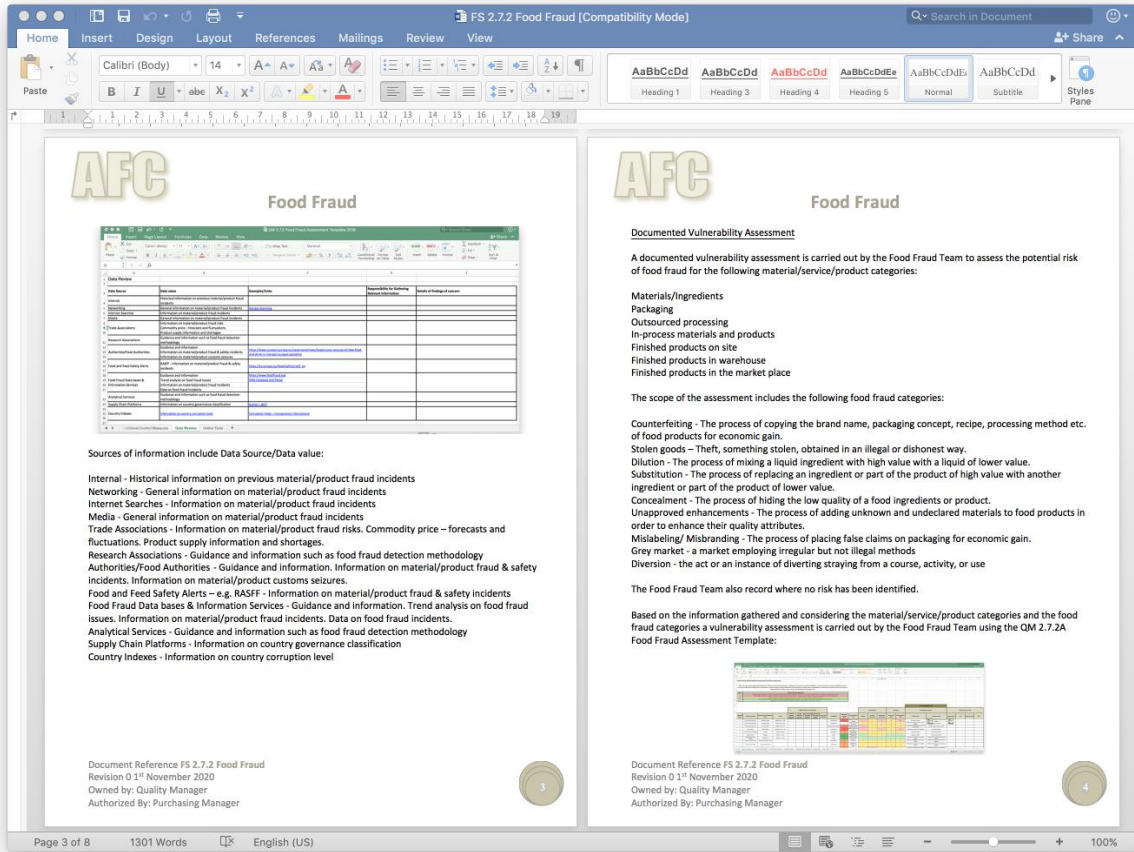 FS 2.7.2 Food Fraud [Compatibility Mode]
Search in Document
Home Insert Design Layout References Mailings Review View
Share
Paste
Calibri (Body) 14
AaBbCcDd AaBbCcDd AaBbCcDd AaBbCcDdEe AaBbCcDdEe AaBbCcDd
Heading 1 Heading 3 Heading 4 Heading 5 Normal Subtitle
Styles Pane
AFC
Food Fraud
Data Review
Sources of information include Data Source/Data value:
Internal - Historical information on previous material/product fraud incidents
Networking - General information on material/product fraud incidents
Internet Searches - Information on material/product fraud incidents
Media - General information on material/product fraud incidents
Trade Associations - Information on material/product fraud risks. Commodity price – forecasts and
fluctuations. Product supply information and shortages.
Research Associations - Guidance and information such as food fraud detection methodology
Authorities/Food Authorities - Guidance and information. Information on material/product fraud & safety
incidents. Information on material/product customs seizures.
Food and Feed Safety Alerts – e.g. RASFF - Information on material/product fraud & safety incidents
Food Fraud Data bases & Information Services - Guidance and information. Trend analysis on food fraud
issues. Information on material/product fraud incidents. Data on food fraud incidents.
Analytical Services - Guidance and information such as food fraud detection methodology
Supply Chain Platforms - Information on country governance classification
Country Indexes - Information on country corruption level
Document Reference FS 2.7.2 Food Fraud
Revision 0 1st November 2020
Owned by: Quality Manager
Authorized By: Purchasing Manager
3
AFC
Food Fraud
Documented Vulnerability Assessment
A documented vulnerability assessment is carried out by the Food Fraud Team to assess the potential risk
of food fraud for the following material/service/product categories:
Materials/Ingredients
Packaging
Outsourced processing
In-process materials and products
Finished products on site
Finished products in warehouse
Finished products in the market place
The scope of the assessment includes the following food fraud categories:
Counterfeiting - The process of copying the brand name, packaging concept, recipe, processing method etc.
of food products for economic gain.
Stolen goods – Theft, something stolen, obtained in an illegal or dishonest way.
Dilution - The process of mixing a liquid ingredient with high value with a liquid of lower value.
Substitution - The process of replacing an ingredient or part of the product of high value with another
ingredient or part of the product of lower value.
Concealment - The process of hiding the low quality of a food ingredients or product.
Unapproved enhancements - The process of adding unknown and undeclared materials to food products in
order to enhance their quality attributes.
Mislabeling/ Misbranding - The process of placing false claims on packaging for economic gain.
Grey market - a market employing irregular but not illegal methods
Diversion - the act or an instance of diverting straying from a course, activity, or use
The Food Fraud Team also record where no risk has been identified.
Based on the information gathered and considering the material/service/product categories and the food
fraud categories a vulnerability assessment is carried out by the Food Fraud Team using the QM 2.7.2A
Food Fraud Assessment Template:
Document Reference FS 2.7.2 Food Fraud
Revision 0 1st November 2020
Owned by: Quality Manager
Authorized By: Purchasing Manager
4
Page 3 of 8 1301 Words English (US) 100%